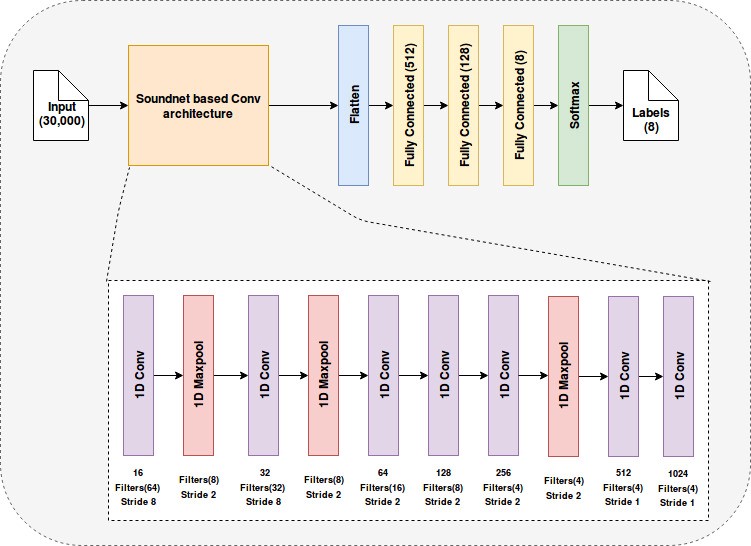 Input
(30,000)
Soundnet based Conv
architecture
Flatten
Fully Connected (512)
Fully Connected (128)
Fully Connected (8)
Softmax
Labels
(8)
1D Conv
1D Maxpool
1D Conv
1D Maxpool
1D Conv
1D Conv
1D Conv
1D Maxpool
1D Conv
1D Conv
16
Filters(64)
Stride 8
Filters(8)
Stride 2
32
Filters(32)
Stride 8
Filters(8)
Stride 2
64
Filters(16)
Stride 2
128
Filters(8)
Stride 2
256
Filters(4)
Stride 2
Filters(4)
Stride 2
512
Filters(4)
Stride 1
1024
Filters(4)
Stride 1